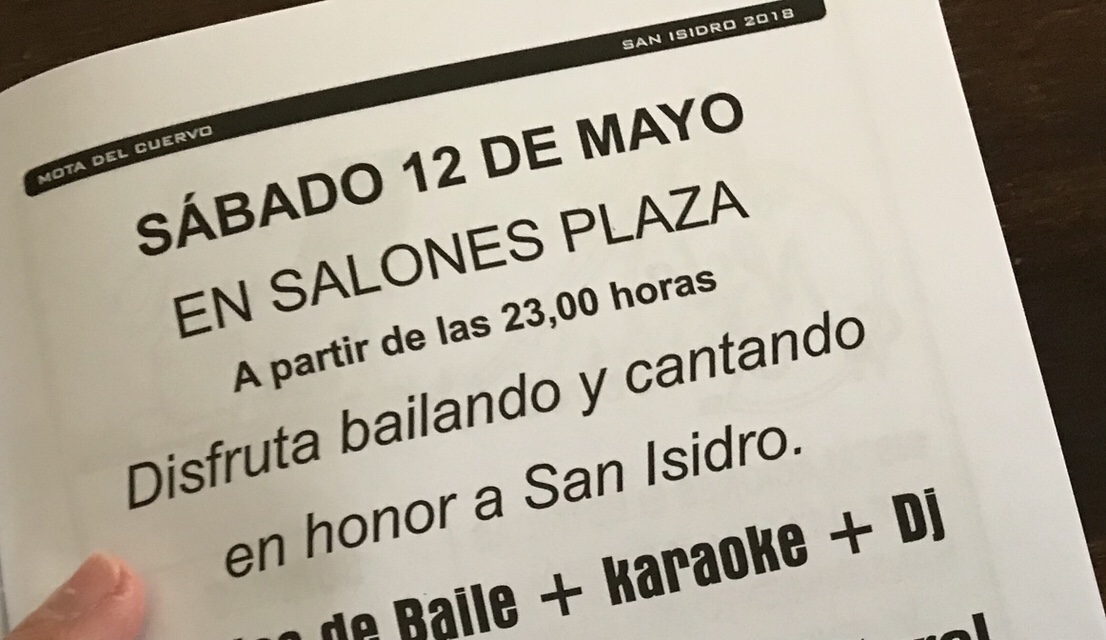 MOTA DEL CUERVO
SAN ISIDRO 2018
SÁBADO 12 DE MAYO
EN SALONES PLAZA
A partir de las 23,00 horas
Disfruta bailando y cantando
en honor a San Isidro.
de Baile + karaoke + Dj